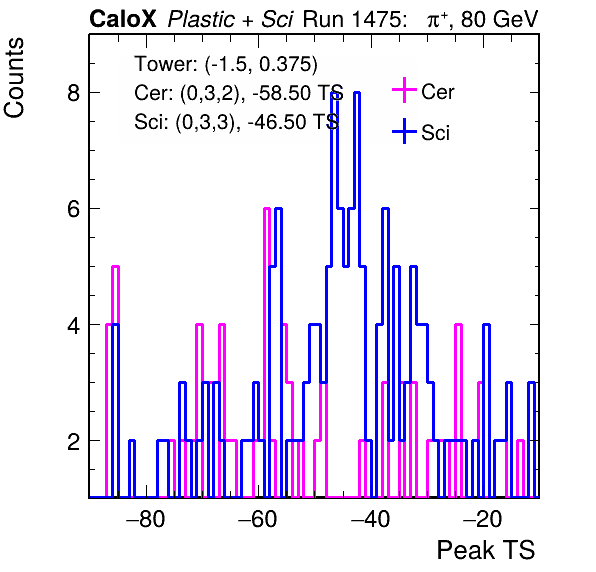 CaloX Plastic + Sci Run 1475: π⁺, 80 GeV
Counts
Tower: (-1.5, 0.375)
Cer: (0,3,2), -58.50 TS
Sci: (0,3,3), -46.50 TS
Cer
Sci
8
6
4
2
−80 −60 −40 −20
Peak TS